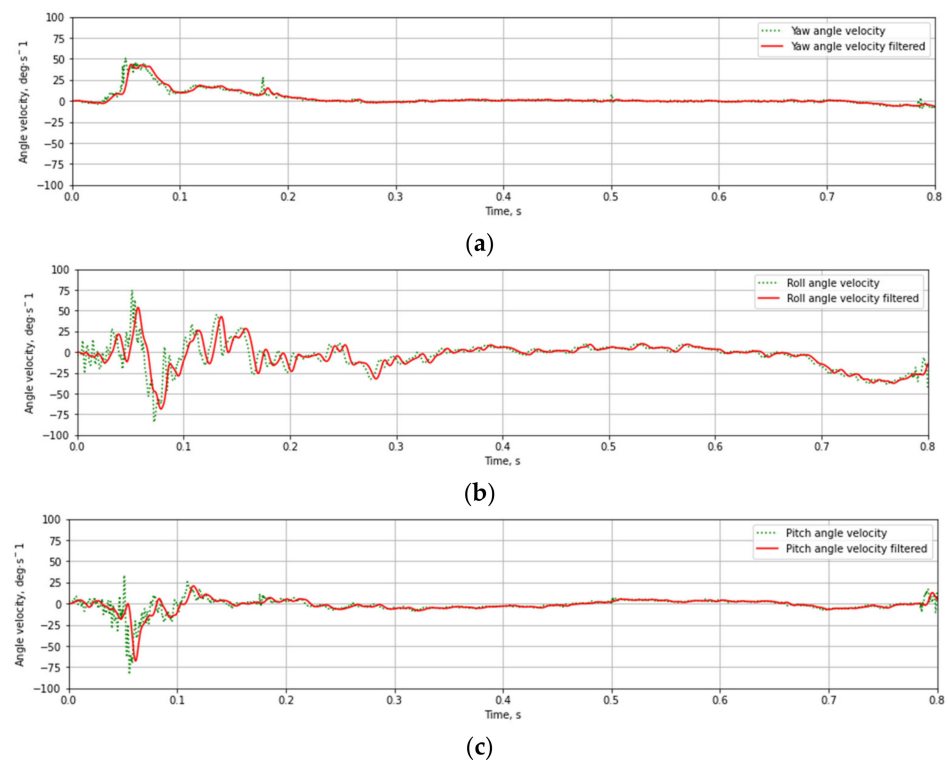 100
75
50
25
0
−25
−50
−75
−100
Angle velocity, deg·s⁻1
Yaw angle velocity
Yaw angle velocity filtered
0.0 0.1 0.2 0.3 0.4 0.5 0.6 0.7 0.8
Time, s
(a)
100
75
50
25
0
−25
−50
−75
−100
Angle velocity, deg·s⁻1
Roll angle velocity
Roll angle velocity filtered
0.0 0.1 0.2 0.3 0.4 0.5 0.6 0.7 0.8
Time, s
(b)
100
75
50
25
0
−25
−50
−75
−100
Angle velocity, deg·s⁻1
Pitch angle velocity
Pitch angle velocity filtered
0.0 0.1 0.2 0.3 0.4 0.5 0.6 0.7 0.8
Time, s
(c)